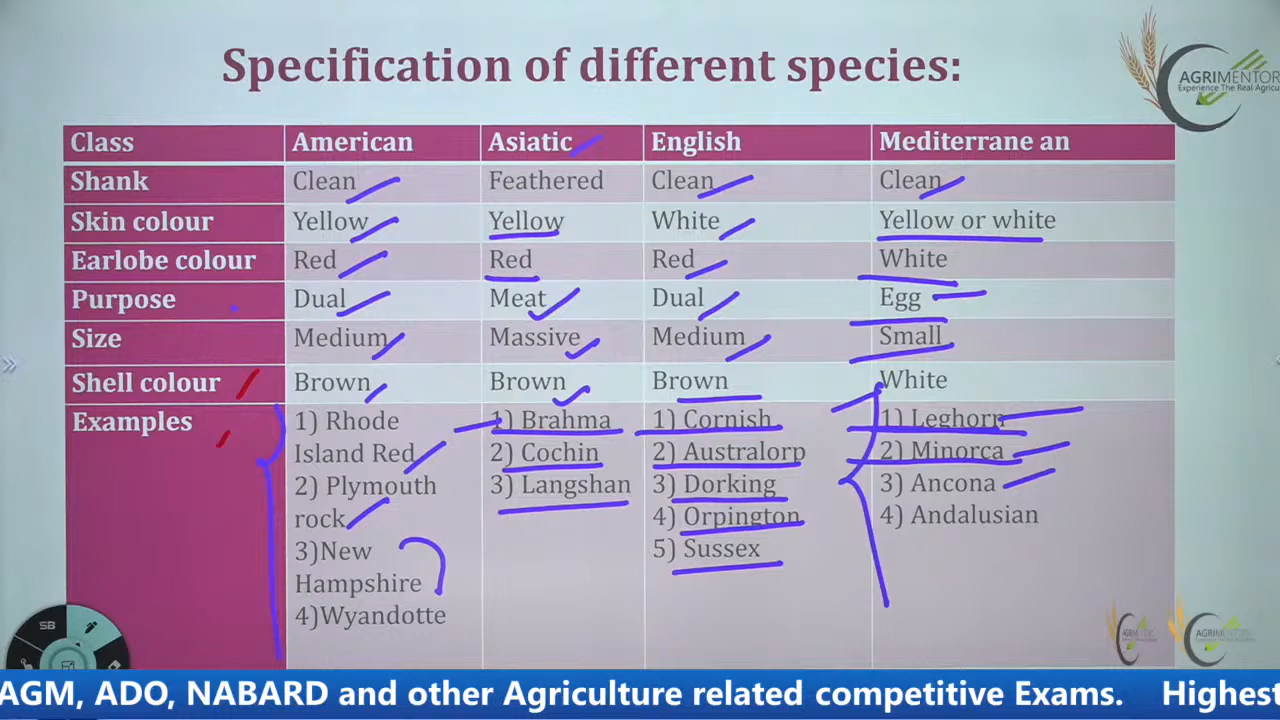 Specification of different species:
AGRIMENTOR
Experience The Real Agricu
Class American Asiatic English Mediterrane an
Shank Clean Feathered Clean Clean
Skin colour Yellow Yellow White Yellow or white
Earlobe colour Red Red Red White
Purpose Dual Meat Dual Egg
Size Medium Massive Medium Small
Shell colour Brown Brown Brown White
Examples 1) Rhode 1) Brahma 1) Cornish 1) Leghorn
Island Red 2) Cochin 2) Australorp 2) Minorca
2) Plymouth 3) Langshan 3) Dorking 3) Ancona
rock 4) Orpington 4) Andalusian
3)New 5) Sussex
Hampshire
4)Wyandotte
SB
AGM, ADO, NABARD and other Agriculture related competitive Exams. Highest